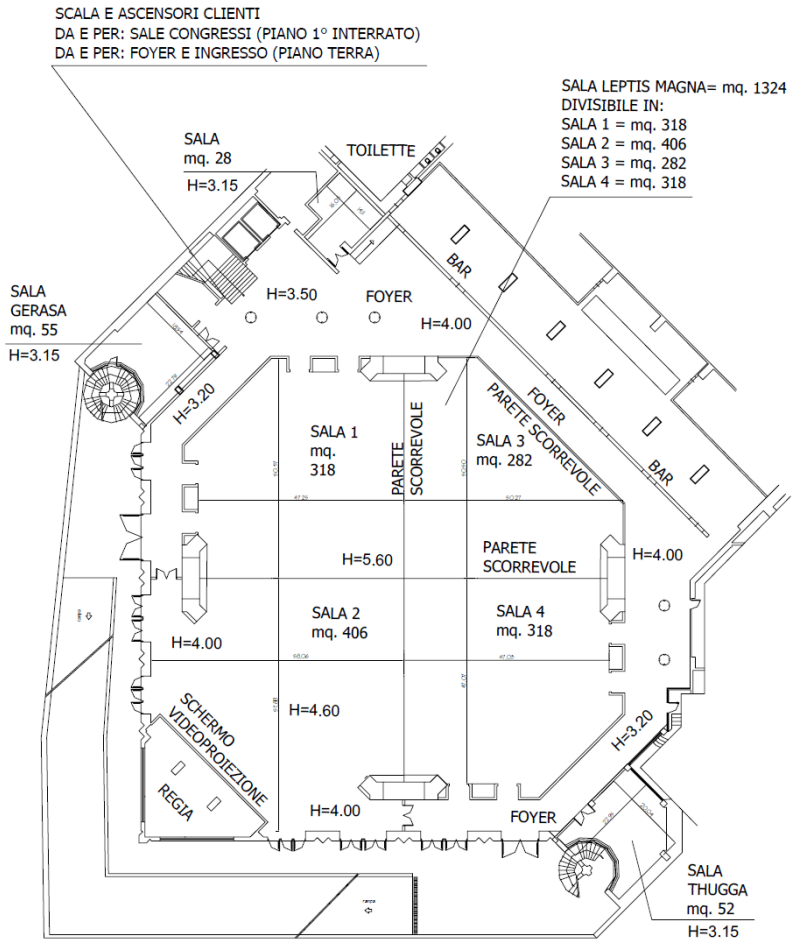 SCALA E ASCENSORI CLIENTI
DA E PER: SALE CONGRESSI (PIANO 1° INTERRATO)
DA E PER: FOYER E INGRESSO (PIANO TERRA)
SALA LEPTIS MAGNA= mq. 1324
DIVISIBILE IN:
SALA 1 = mq. 318
SALA 2 = mq. 406
SALA 3 = mq. 282
SALA 4 = mq. 318
SALA
mq. 28
H=3.15
TOILETTE
BAR
SALA
GERASA
mq. 55
H=3.15
H=3.50
FOYER
H=4.00
H=3.20
FOYER
PARETE SCORREVOLE
BAR
SALA 1
mq.
318
PARETE
SCORREVOLE
SALA 3
mq. 282
H=5.60
PARETE
SCORREVOLE
H=4.00
SALA 2
mq. 406
SALA 4
mq. 318
H=4.00
H=4.60
SCHERMO
VIDEOPROIEZIONE
REGIA
H=4.00
FOYER
H=3.20
SALA
THUGGA
mq. 52
H=3.15